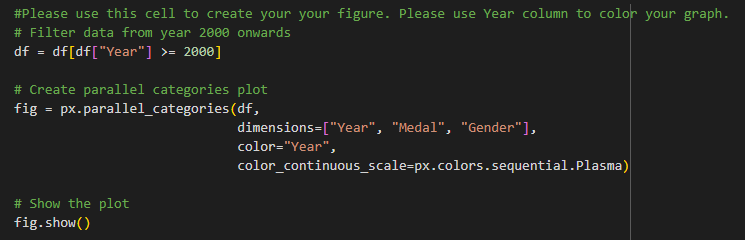 #Please use this cell to create your your figure. Please use Year column to color your graph.
# Filter data from year 2000 onwards
df = df[df["Year"] >= 2000]
# Create parallel categories plot
fig = px.parallel_categories(df,
dimensions=["Year", "Medal", "Gender"],
color="Year",
color_continuous_scale=px.colors.sequential.Plasma)
# Show the plot
fig.show()